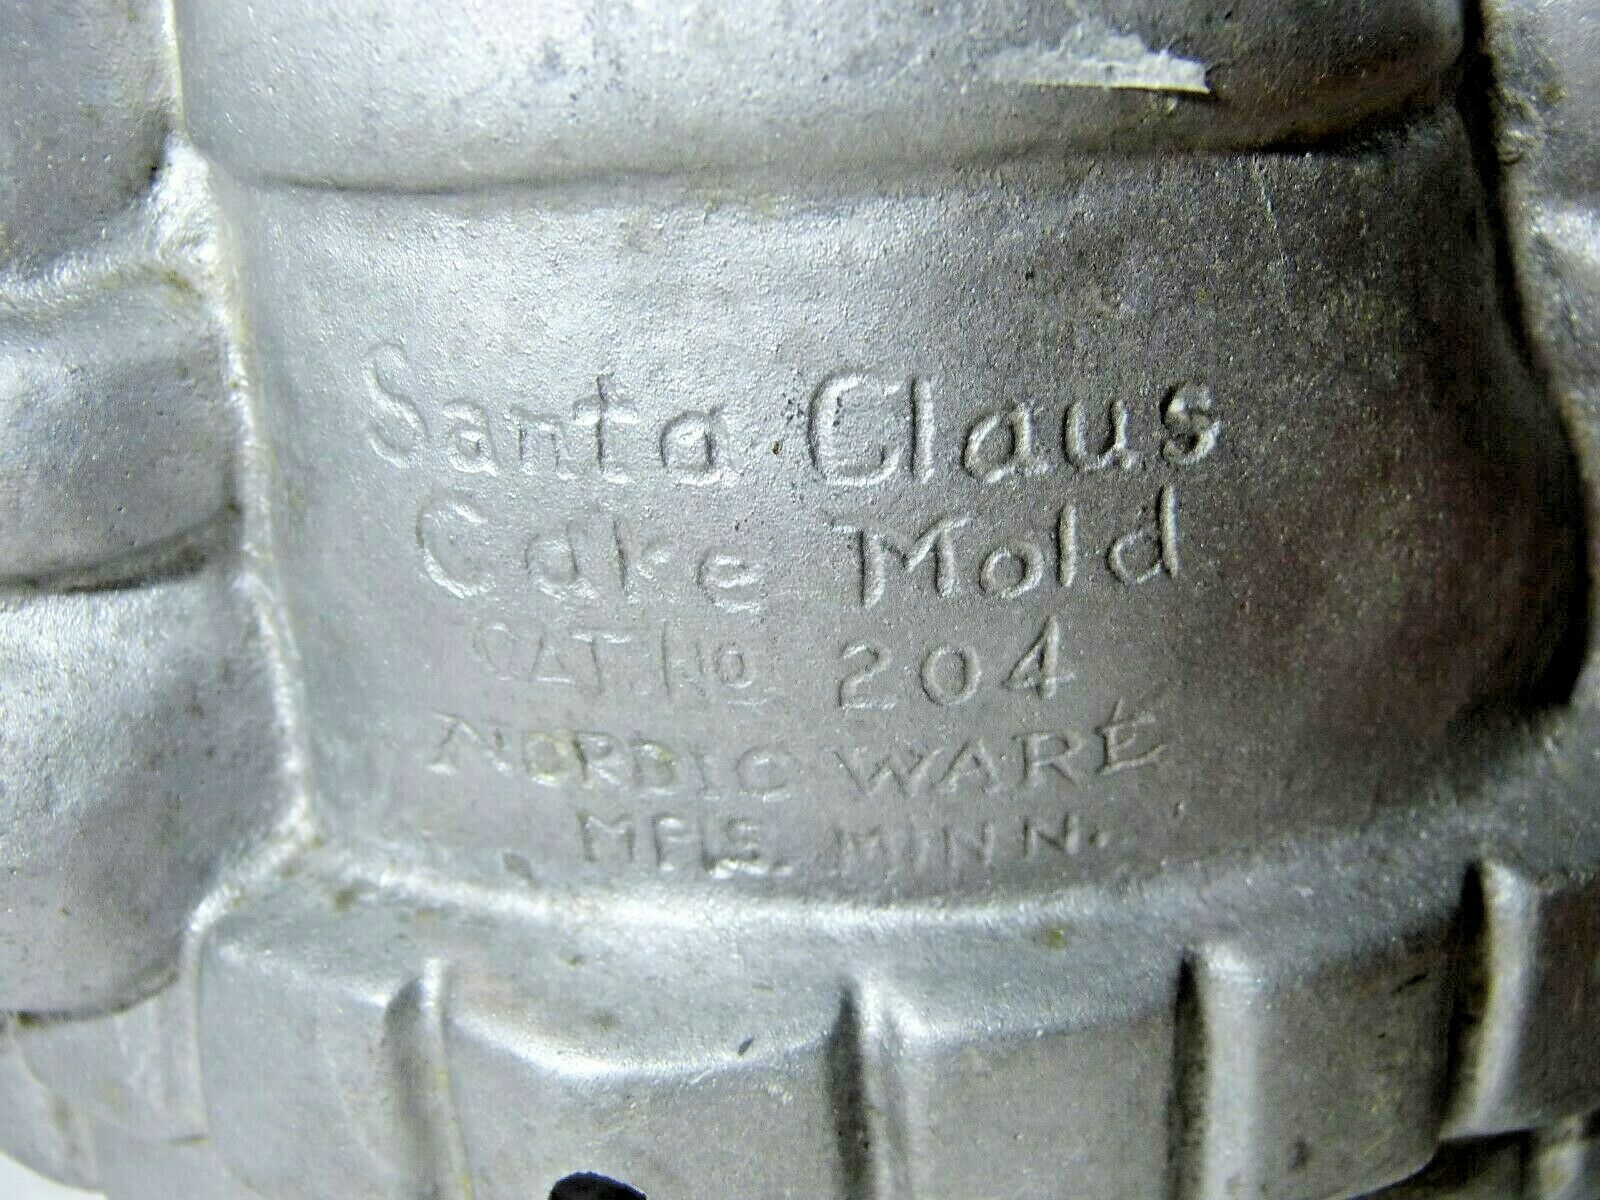 Santa Claus
Cake Mold
CAT. No. 204
NORDIC WARE
MPLS. MINN.